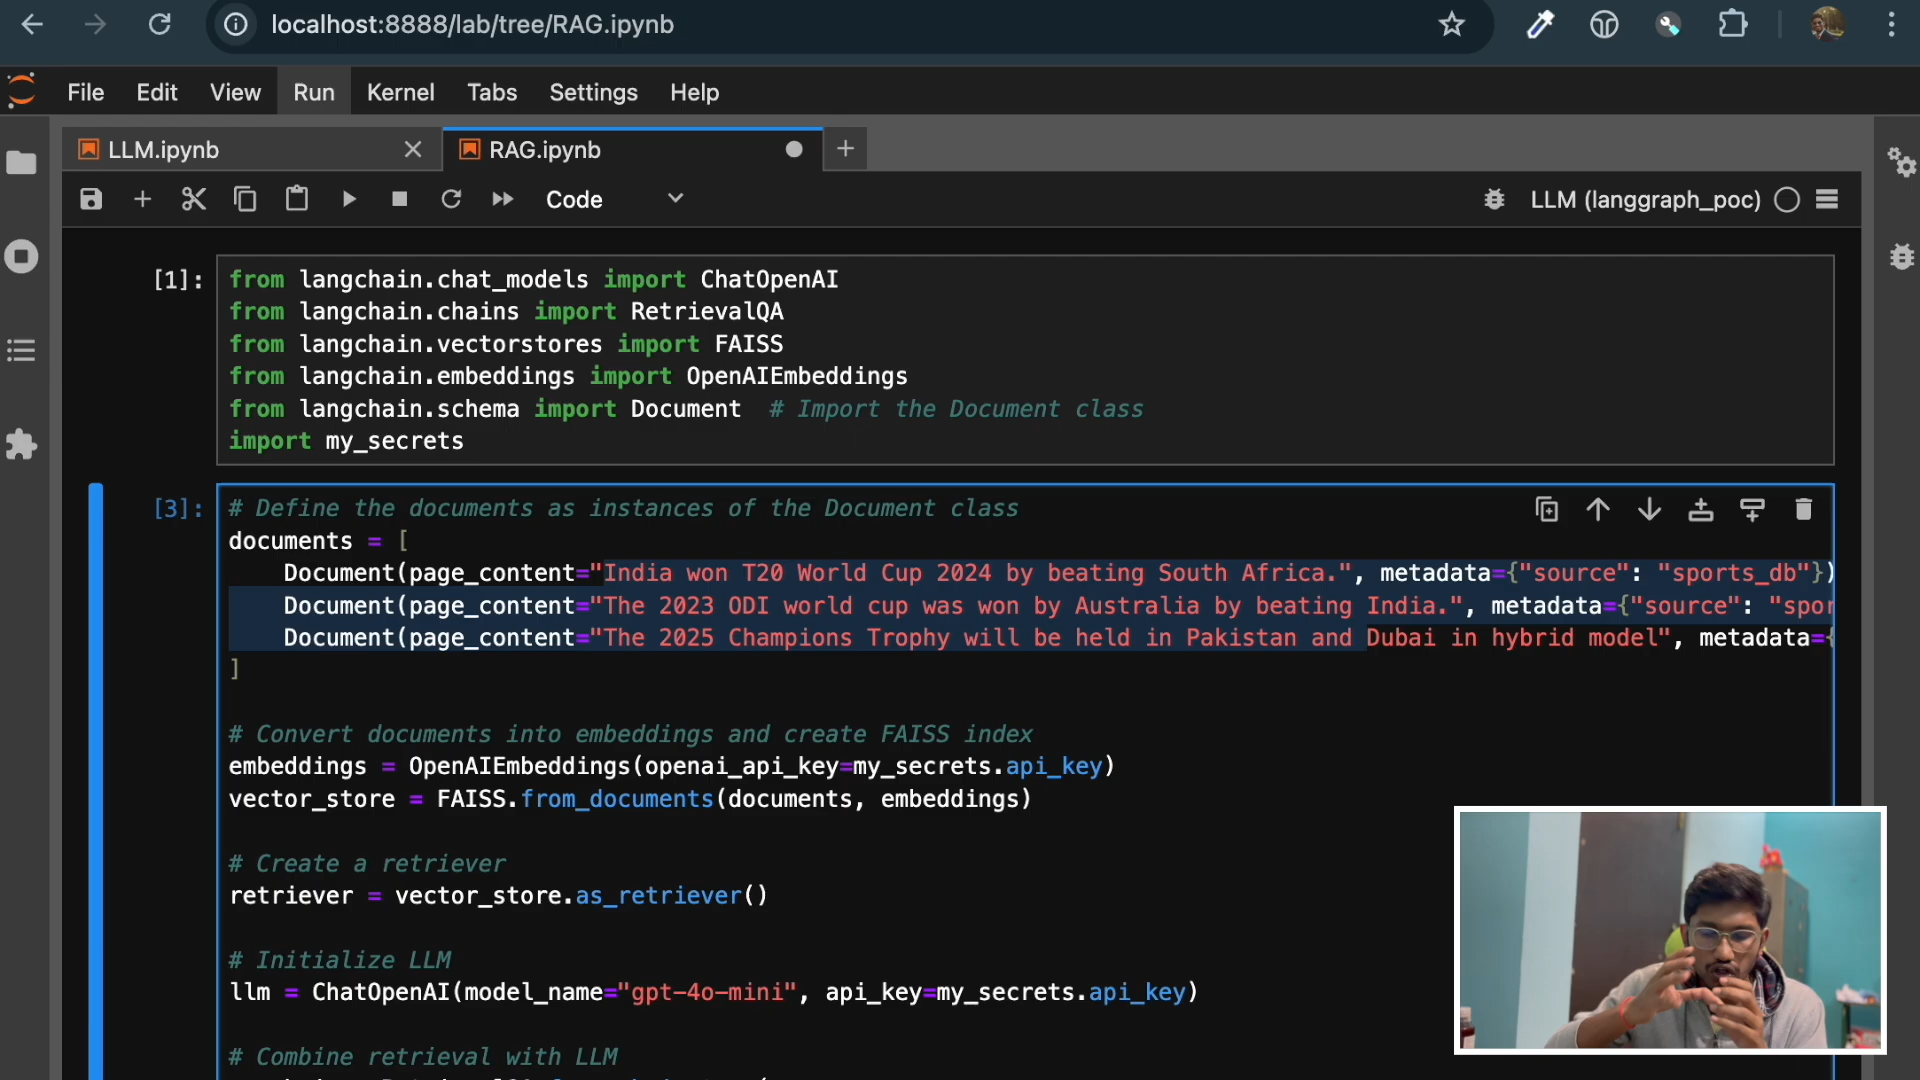 localhost:8888/lab/tree/RAG.ipynb
File Edit View Run Kernel Tabs Settings Help
LLM.ipynb RAG.ipynb
Code LLM (langgraph_poc)
[1]: from langchain.chat_models import ChatOpenAI
from langchain.chains import RetrievalQA
from langchain.vectorstores import FAISS
from langchain.embeddings import OpenAIEmbeddings
from langchain.schema import Document # Import the Document class
import my_secrets
[3]: # Define the documents as instances of the Document class
documents = [
Document(page_content="India won T20 World Cup 2024 by beating South Africa.", metadata={"source": "sports_db"})
Document(page_content="The 2023 ODI world cup was won by Australia by beating India.", metadata={"source": "spor
Document(page_content="The 2025 Champions Trophy will be held in Pakistan and Dubai in hybrid model", metadata={
]
# Convert documents into embeddings and create FAISS index
embeddings = OpenAIEmbeddings(openai_api_key=my_secrets.api_key)
vector_store = FAISS.from_documents(documents, embeddings)
# Create a retriever
retriever = vector_store.as_retriever()
# Initialize LLM
llm = ChatOpenAI(model_name="gpt-4o-mini", api_key=my_secrets.api_key)
# Combine retrieval with LLM